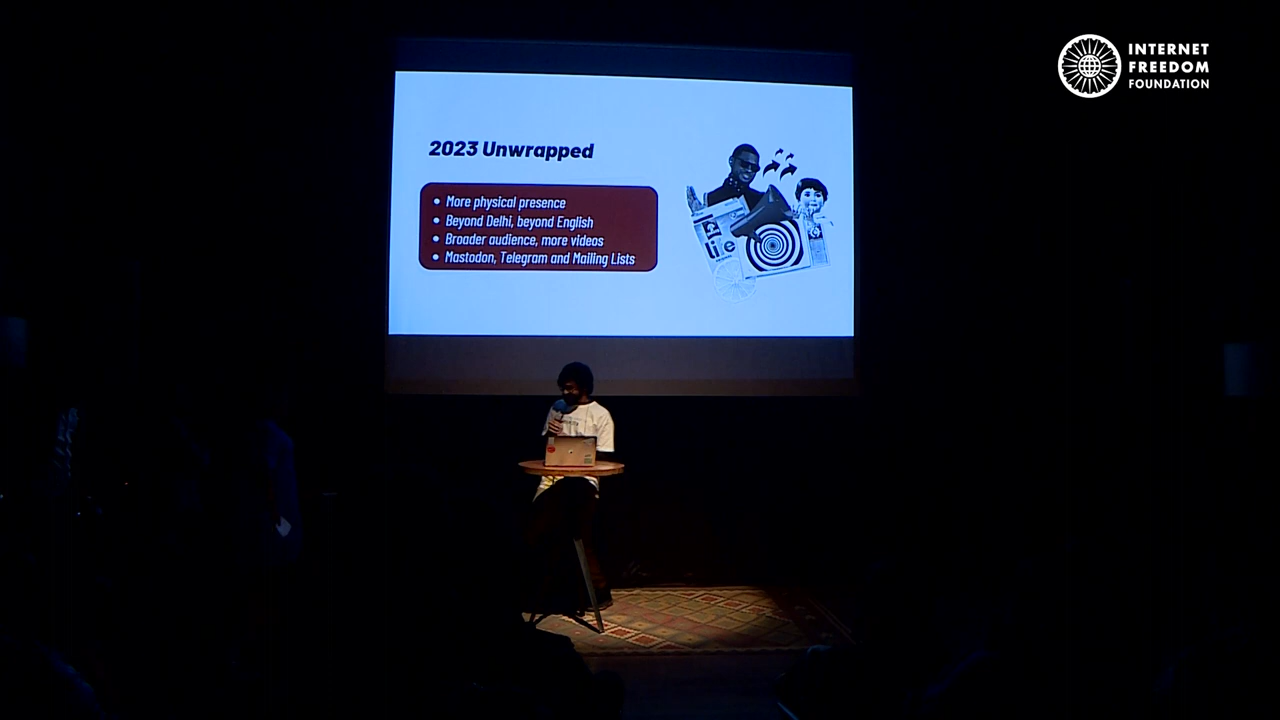 INTERNET
FREEDOM
FOUNDATION
2023 Unwrapped
• More physical presence
• Beyond Delhi, beyond English
• Broader audience, more videos
• Mastodon, Telegram and Mailing Lists